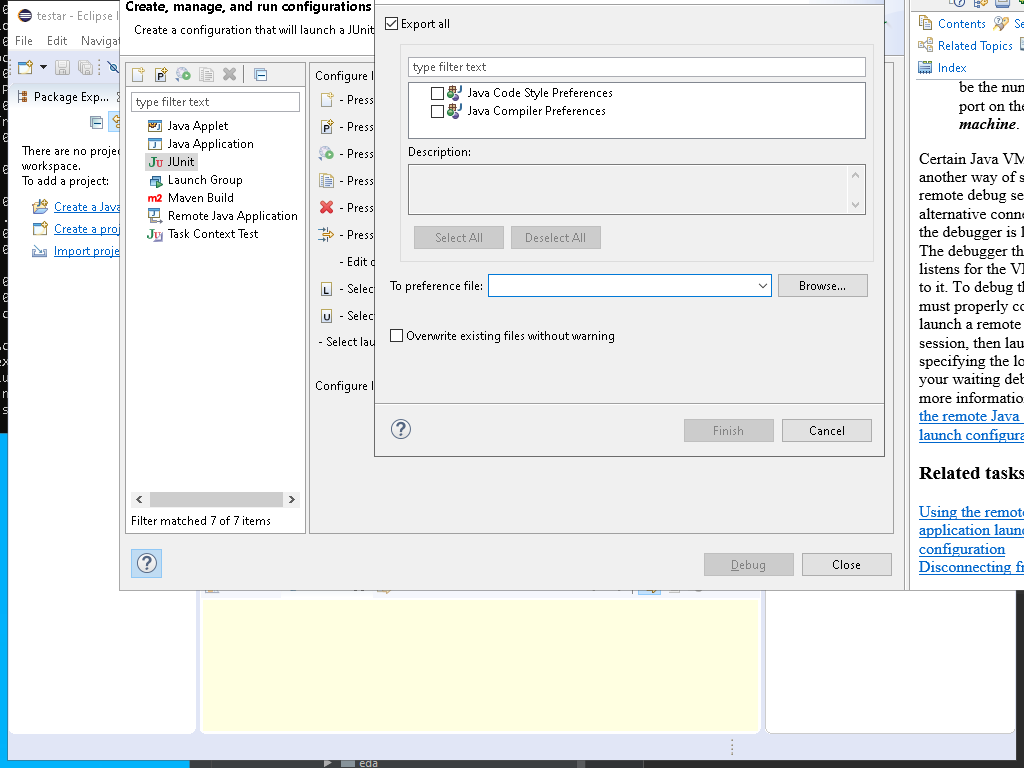 testar - Eclipse I
File Edit Navigat
Package Exp...
There are no projec
workspace.
To add a project:
Create a Java
Create a proj
Import proje
Create, manage, and run configurations
Create a configuration that will launch a JUnit
type filter text
Java Applet
Java Application
JUnit
Launch Group
Maven Build
Remote Java Application
Task Context Test
Filter matched 7 of 7 items
Configure l
- Press
- Press
- Press
- Press
- Press
- Press
- Edit o
- Selec
- Selec
- Select lau
Configure l
Debug
Close
Export all
type filter text
Java Code Style Preferences
Java Compiler Preferences
Description:
Select All
Deselect All
To preference file:
Browse...
Overwrite existing files without warning
Finish
Cancel
Contents
Se
Related Topics
Index
be the num
port on the
machine.
Certain Java VM
another way of s
remote debug se
alternative conne
the debugger is l
The debugger th
listens for the VM
to it. To debug th
must properly co
launch a remote
session, then lau
specifying the lo
your waiting deb
more information
the remote Java
launch configura
Related tasks
Using the remote
application launc
configuration
Disconnecting fr
eda